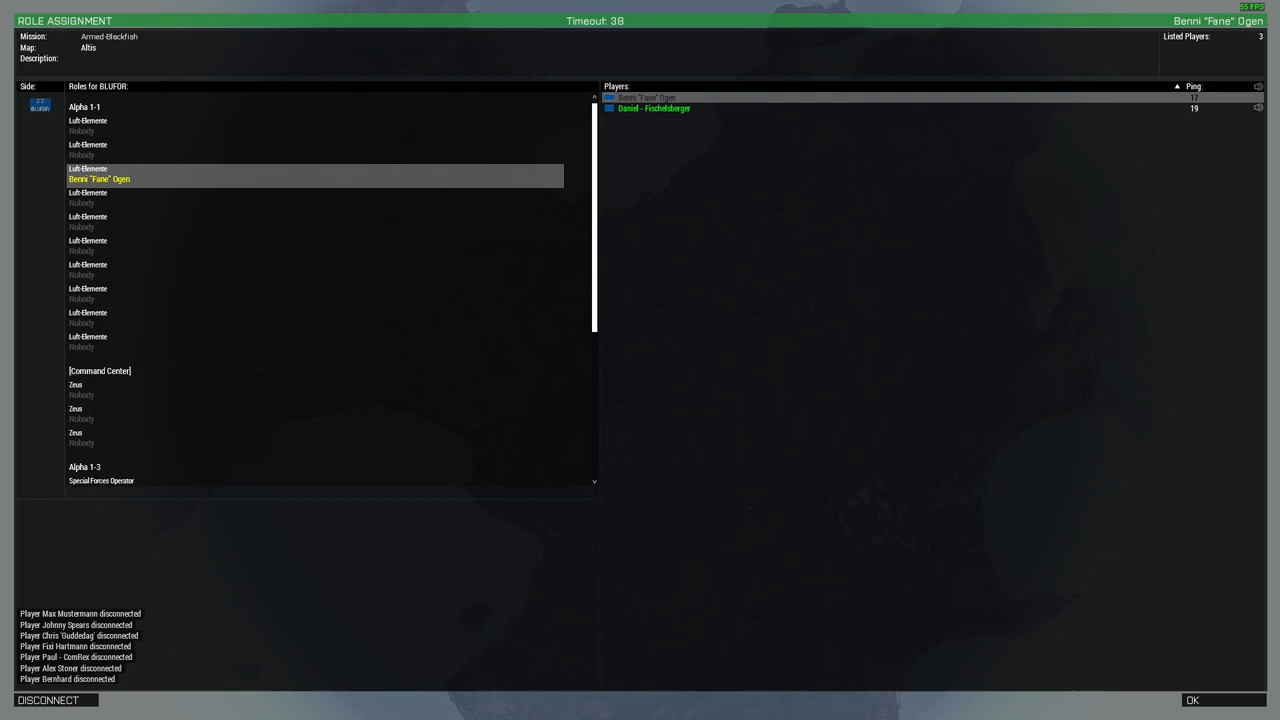 55 FPS
ROLE ASSIGNMENT
Timeout: 38
Benni "Fane" Ogen
Mission: Armed-Blackfish
Listed Players: 3
Map: Altis
Description:
Side:
Roles for BLUFOR:
Players:
Ping:
2/2
BLUFOR
Alpha 1-1
Luft-Elemente
Nobody
Luft-Elemente
Nobody
Luft-Elemente
Benni "Fane" Ogen
Luft-Elemente
Nobody
Luft-Elemente
Nobody
Luft-Elemente
Nobody
Luft-Elemente
Nobody
Luft-Elemente
Nobody
Luft-Elemente
Nobody
Luft-Elemente
Nobody
[Command Center]
Zeus
Nobody
Zeus
Nobody
Zeus
Nobody
Alpha 1-3
Special Forces Operator
Benni "Fane" Ogen 17
Daniel - Fischelsberger 19
Player Max Mustermann disconnected
Player Johnny Spears disconnected
Player Chris 'Guddedag' disconnected
Player Fixi Hartmann disconnected
Player Paul - ComRex disconnected
Player Alex Stoner disconnected
Player Bernhard disconnected
DISCONNECT
OK